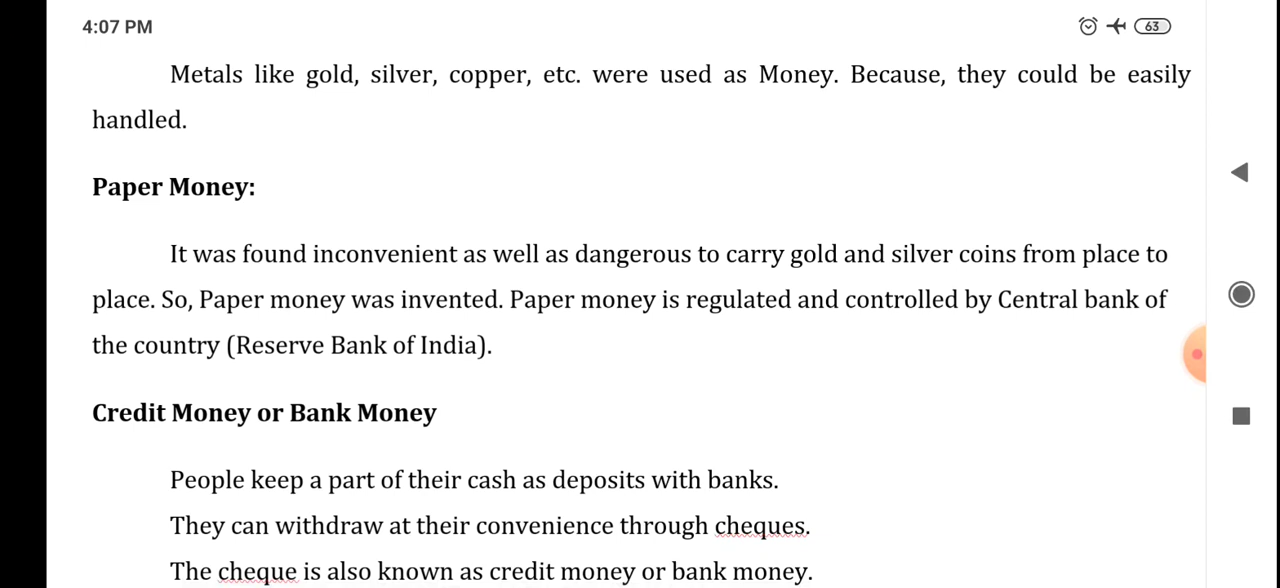 4:07 PM
63
Metals like gold, silver, copper, etc. were used as Money. Because, they could be easily
handled.
Paper Money:
It was found inconvenient as well as dangerous to carry gold and silver coins from place to
place. So, Paper money was invented. Paper money is regulated and controlled by Central bank of
the country (Reserve Bank of India).
Credit Money or Bank Money
People keep a part of their cash as deposits with banks.
They can withdraw at their convenience through cheques.
The cheque is also known as credit money or bank money.